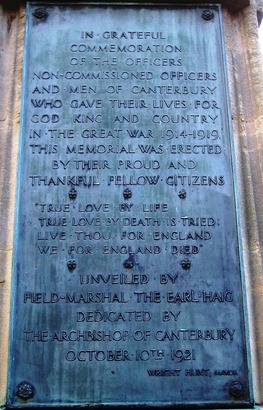 IN GRATEFUL
COMMEMORATION
OF THE OFFICERS
NON-COMMISSIONED OFFICERS
AND MEN OF CANTERBURY
WHO GAVE THEIR LIVES FOR
GOD KING AND COUNTRY
IN THE GREAT WAR 1914-1919
THIS MEMORIAL WAS ERECTED
BY THEIR PROUD AND
THANKFUL FELLOW CITIZENS
"TRUE LOVE BY LIFE
TRUE LOVE BY DEATH IS TRIED:
LIVE THOU FOR ENGLAND
WE FOR ENGLAND DIED"
UNVEILED BY
FIELD-MARSHAL THE EARL HAIG
DEDICATED BY
THE ARCHBISHOP OF CANTERBURY
OCTOBER 10TH 1921
WRIGHT HUNT, MAYOR